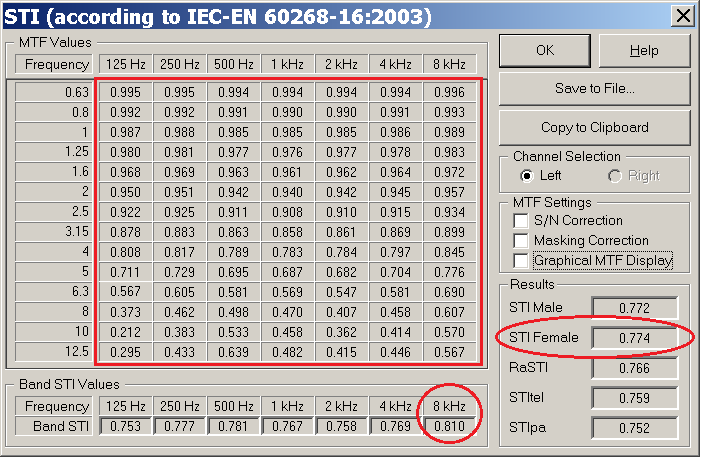 STI (according to IEC-EN 60268-16:2003)
MTF Values
Frequency 125 Hz 250 Hz 500 Hz 1 kHz 2 kHz 4 kHz 8 kHz
0.63 0.995 0.995 0.994 0.994 0.994 0.994 0.996
0.8 0.992 0.992 0.991 0.990 0.990 0.991 0.993
1 0.987 0.988 0.985 0.985 0.985 0.986 0.989
1.25 0.980 0.981 0.977 0.976 0.977 0.978 0.983
1.6 0.968 0.969 0.963 0.961 0.962 0.964 0.972
2 0.950 0.951 0.942 0.940 0.942 0.945 0.957
2.5 0.922 0.925 0.911 0.908 0.910 0.915 0.934
3.15 0.878 0.883 0.863 0.858 0.861 0.869 0.899
4 0.808 0.817 0.789 0.783 0.784 0.797 0.845
5 0.711 0.729 0.695 0.687 0.682 0.704 0.776
6.3 0.567 0.605 0.581 0.569 0.547 0.581 0.690
8 0.373 0.462 0.498 0.470 0.407 0.458 0.607
10 0.212 0.383 0.533 0.458 0.362 0.414 0.570
12.5 0.295 0.433 0.639 0.482 0.415 0.446 0.567
Band STI Values
Frequency 125 Hz 250 Hz 500 Hz 1 kHz 2 kHz 4 kHz 8 kHz
Band STI 0.753 0.777 0.781 0.767 0.758 0.769 0.810
OK Help
Save to File...
Copy to Clipboard
Channel Selection
Left Right
MTF Settings
S/N Correction
Masking Correction
Graphical MTF Display
Results
STI Male 0.772
STI Female 0.774
RaSTI 0.766
STItel 0.759
STIpa 0.752